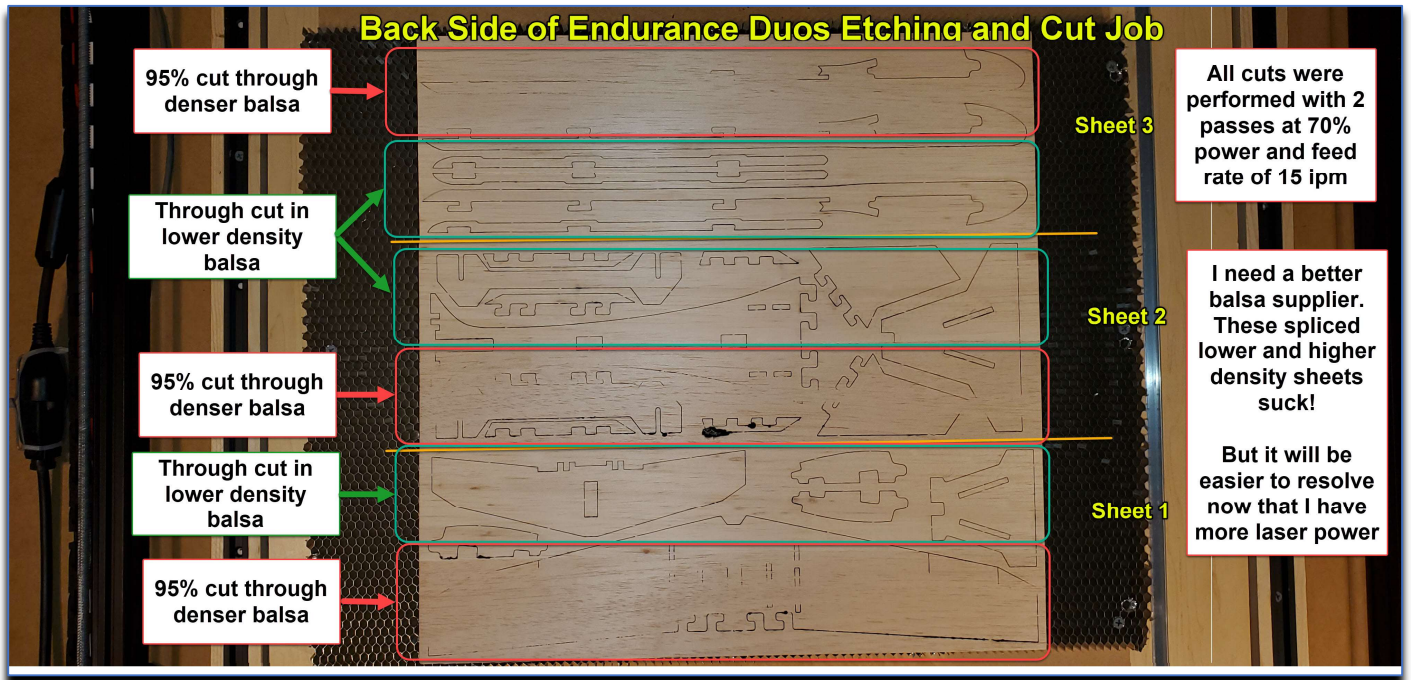 Back Side of Endurance Duos Etching and Cut Job
95% cut through
denser balsa
All cuts were
performed with 2
passes at 70%
power and feed
rate of 15 ipm
Sheet 3
Through cut in
lower density
balsa
Sheet 2
I need a better
balsa supplier.
These spliced
lower and higher
density sheets
suck!
But it will be
easier to resolve
now that I have
more laser power
95% cut through
denser balsa
Through cut in
lower density
balsa
Sheet 1
95% cut through
denser balsa